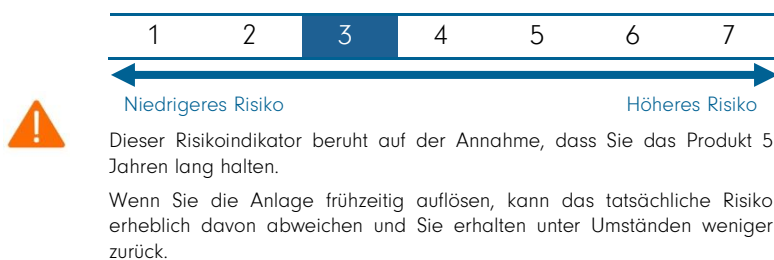 1 2 3 4 5 6 7
Niedrigeres Risiko Höheres Risiko
Dieser Risikoindikator beruht auf der Annahme, dass Sie das Produkt 5
Jahren lang halten.
Wenn Sie die Anlage frühzeitig auflösen, kann das tatsächliche Risiko
erheblich davon abweichen und Sie erhalten unter Umständen weniger
zurück.